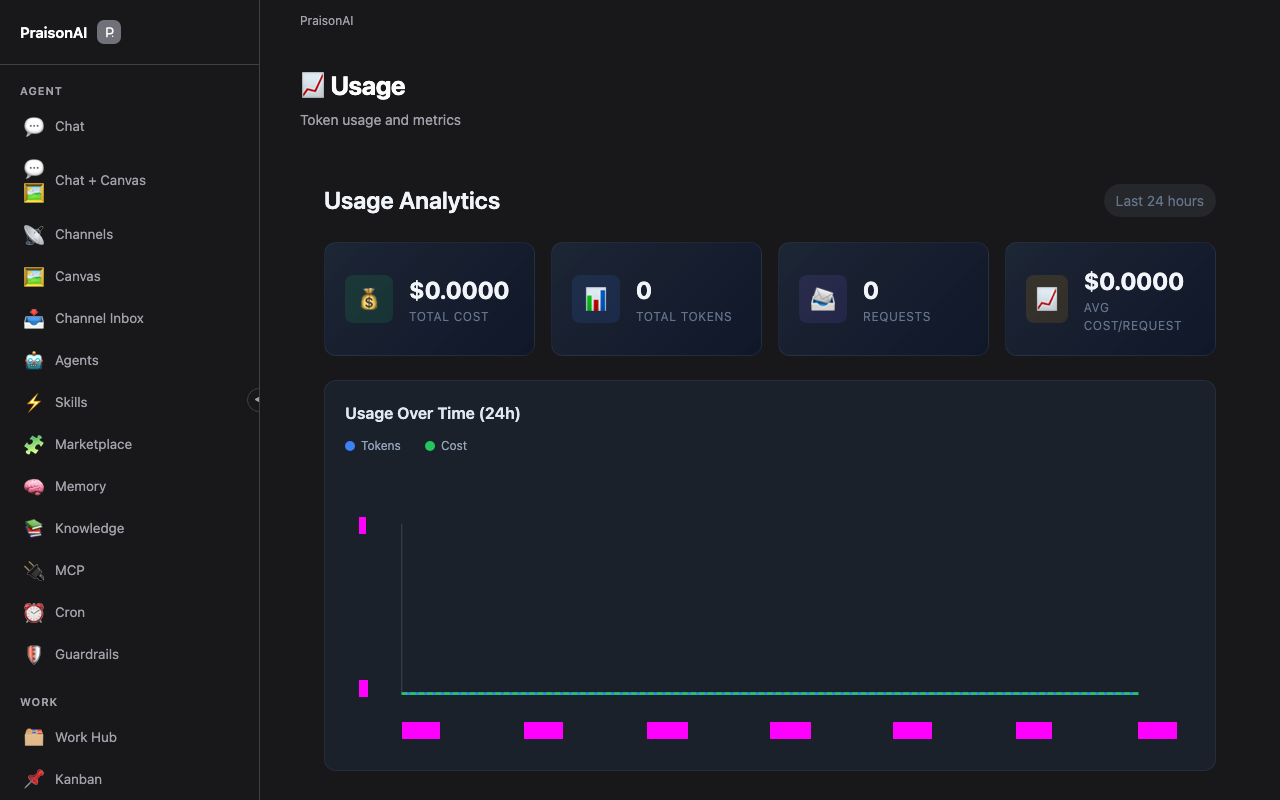 PraisonAI
P
AGENT
Chat
Chat + Canvas
Channels
Canvas
Channel Inbox
Agents
Skills
Marketplace
Memory
Knowledge
MCP
Cron
Guardrails
WORK
Work Hub
Kanban
PraisonAI
Usage
Token usage and metrics
Usage Analytics
Last 24 hours
$0.0000
TOTAL COST
0
TOTAL TOKENS
0
REQUESTS
$0.0000
AVG
COST/REQUEST
Usage Over Time (24h)
Tokens
Cost